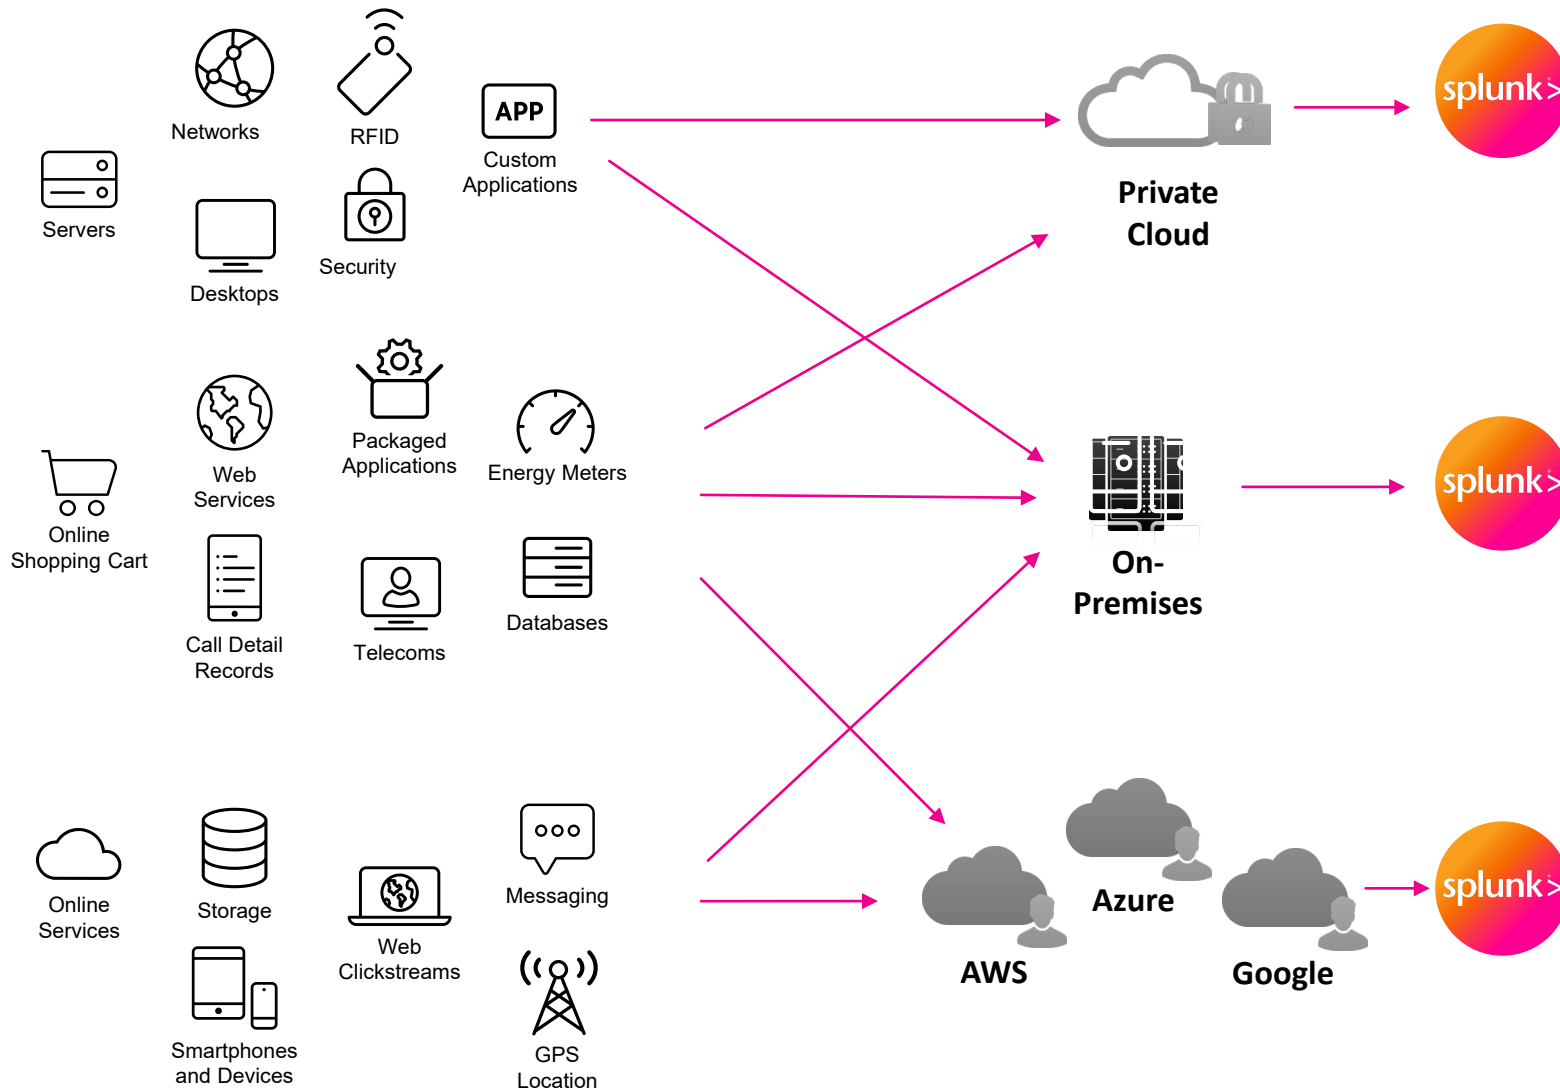 Networks
RFID
APP
Custom
Applications
Servers
Desktops
Security
Private
Cloud
splunk>
Web
Services
Packaged
Applications
Energy Meters
Online
Shopping Cart
Call Detail
Records
Telecoms
Databases
On-
Premises
splunk>
Online
Services
Storage
Web
Clickstreams
Messaging
Smartphones
and Devices
GPS
Location
AWS
Azure
Google
splunk>